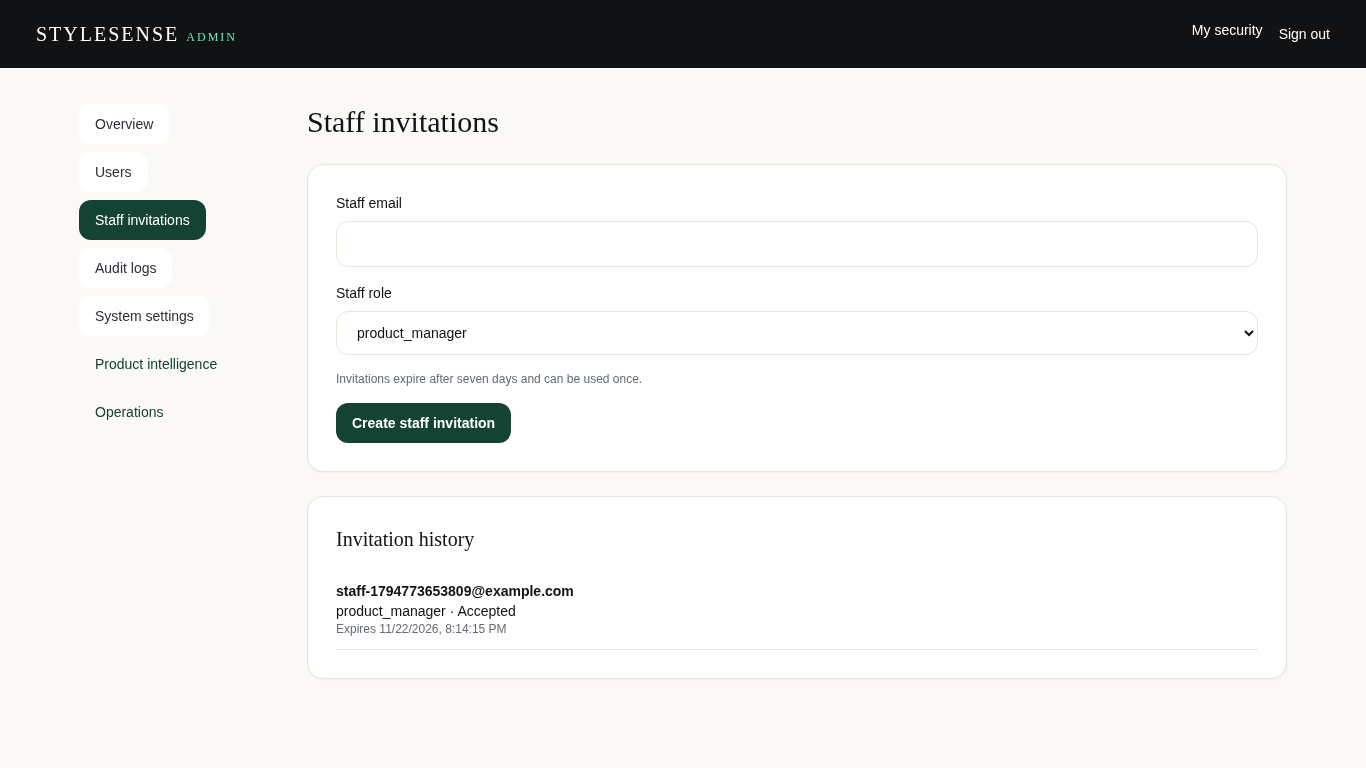 STYLESENSE ADMIN
My security
Sign out
Overview
Users
Staff invitations
Audit logs
System settings
Product intelligence
Operations
Staff invitations
Staff email
Staff role
product_manager
Invitations expire after seven days and can be used once.
Create staff invitation
Invitation history
staff-1794773653809@example.com
product_manager · Accepted
Expires 11/22/2026, 8:14:15 PM